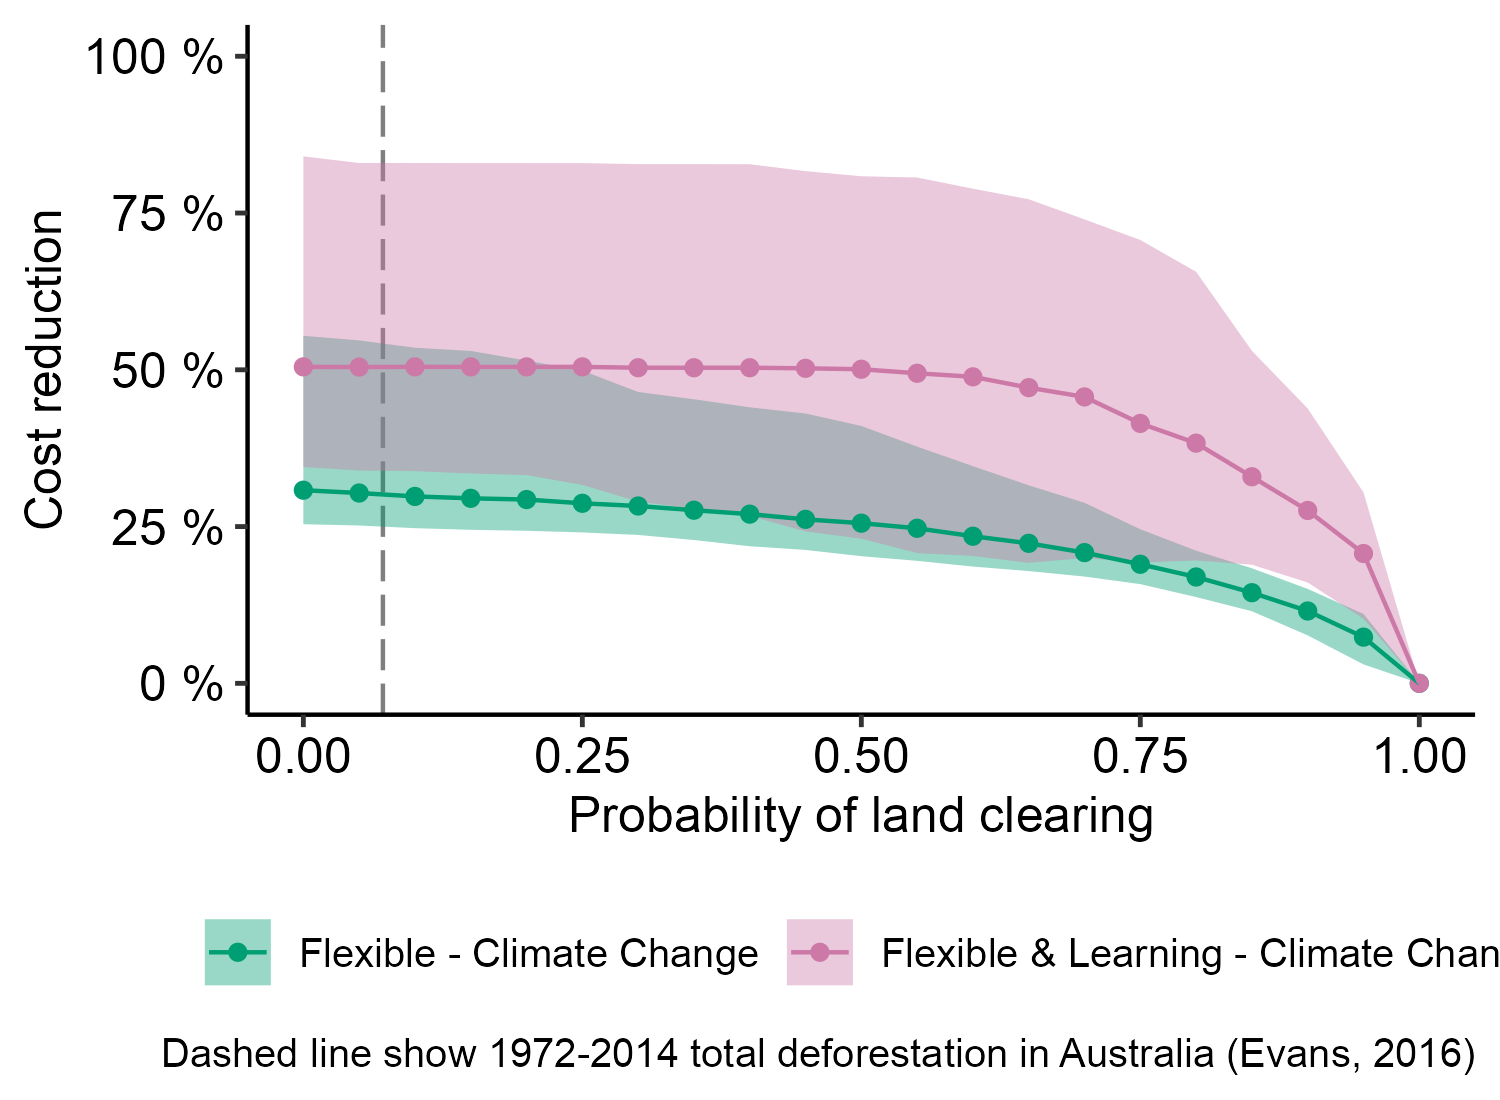 100 %
75 %
50 %
25 %
0 %
Cost reduction
0.00 0.25 0.50 0.75 1.00
Probability of land clearing
Flexible - Climate Change Flexible & Learning - Climate Chan
Dashed line show 1972-2014 total deforestation in Australia (Evans, 2016)